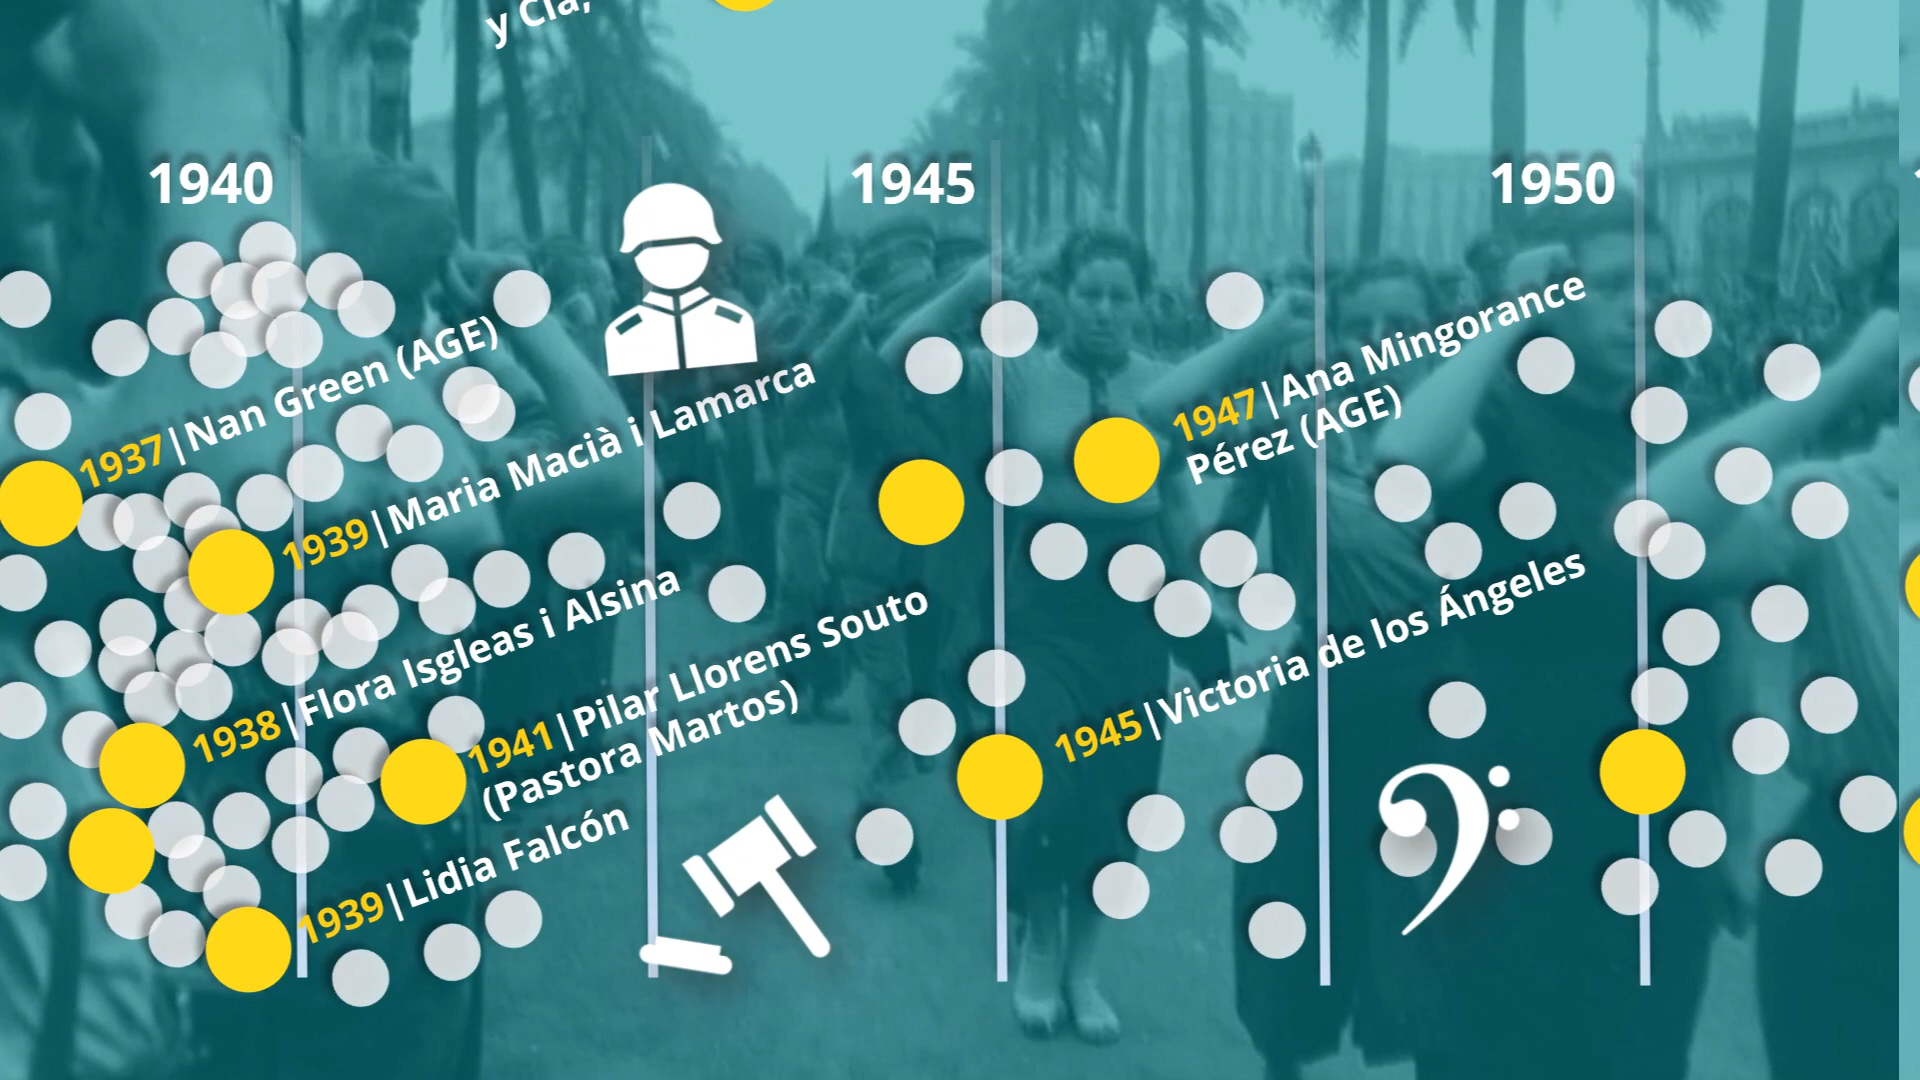 y Cía,
1940
1945
1950
1937|Nan Green (AGE)
1939|Maria Macià i Lamarca
1947|Ana Mingorance
Pérez (AGE)
1938|Flora Isgleas i Alsina
1941|Pilar Llorens Souto
(Pastora Martos)
1945|Victoria de los Ángeles
1939|Lidia Falcón